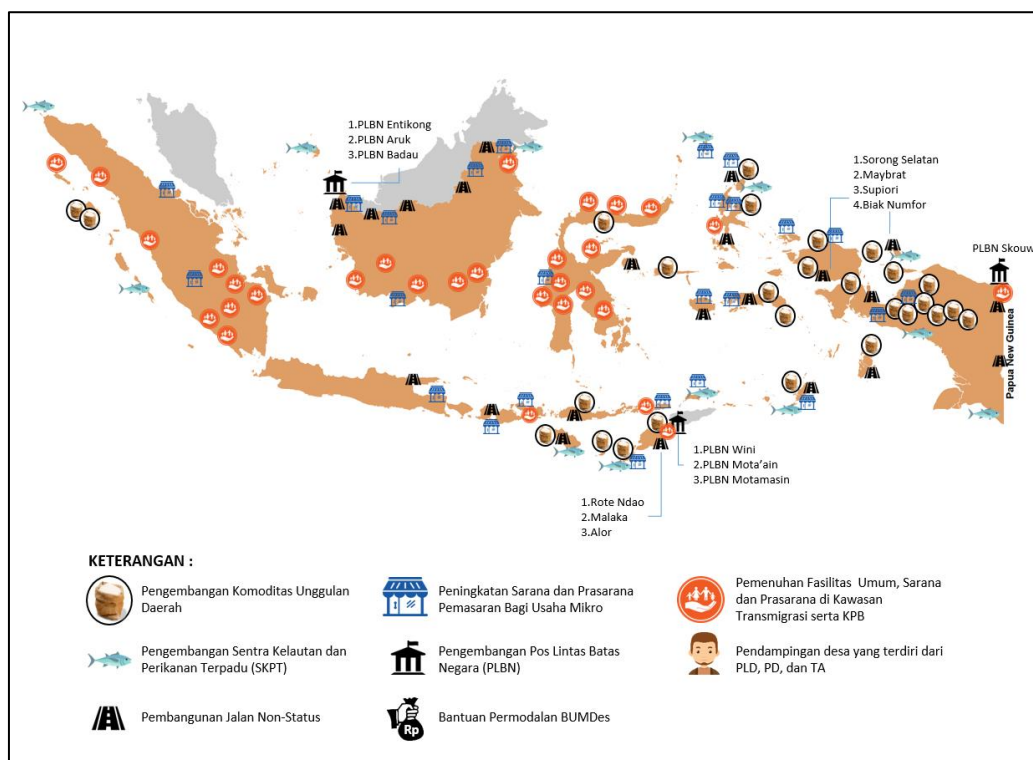 1.PLBN Entikong
2.PLBN Aruk
3.PLBN Badau
1.Sorong Selatan
2.Maybrat
3.Supiori
4.Biak Numfor
PLBN Skouw
Papua New Guinea
1.PLBN Wini
2.PLBN Mota’ain
3.PLBN Motamasin
1.Rote Ndao
2.Malaka
3.Alor
KETERANGAN :
Pengembangan Komoditas Unggulan
Daerah
Peningkatan Sarana dan Prasarana
Pemasaran Bagi Usaha Mikro
Pemenuhan Fasilitas Umum, Sarana
dan Prasarana di Kawasan
Transmigrasi serta KPB
Pengembangan Sentra Kelautan dan
Perikanan Terpadu (SKPT)
Pengembangan Pos Lintas Batas
Negara (PLBN)
Pendampingan desa yang terdiri dari
PLD, PD, dan TA
Pembangunan Jalan Non-Status
Rp
Bantuan Permodalan BUMDes